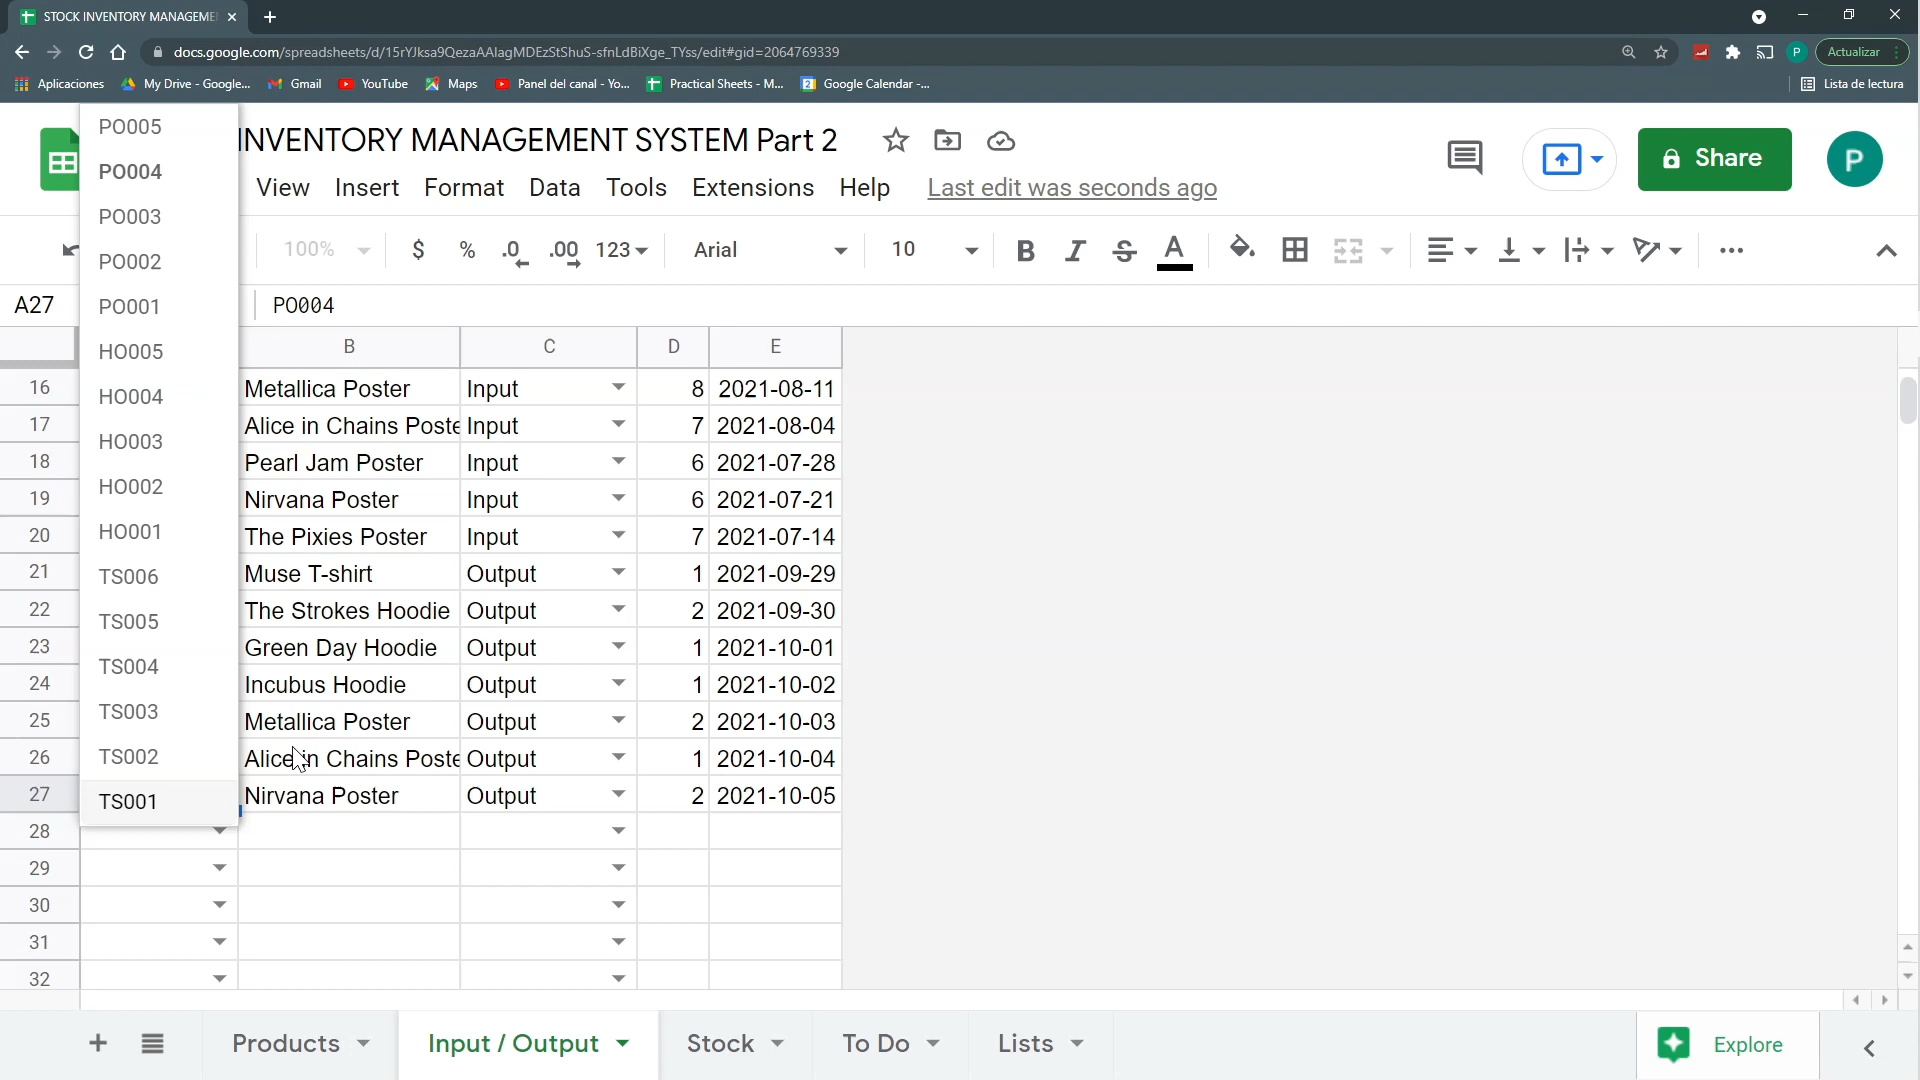 STOCK INVENTORY MANAGEME
docs.google.com/spreadsheets/d/15rYJksa9QezaAAlagMDEzStShuS-sfnLdBiXge_TYss/edit#gid=2064769339
P
Actualizar
Aplicaciones
My Drive - Google...
Gmail
YouTube
Maps
Panel del canal - Yo...
Practical Sheets - M...
Google Calendar -...
Lista de lectura
INVENTORY MANAGEMENT SYSTEM Part 2
Share
P
View Insert Format Data Tools Extensions Help Last edit was seconds ago
100% $ % .0 .00 123 Arial 10 B I S A
A27 PO004
PO005
PO004
PO003
PO002
PO001
HO005
HO004
HO003
HO002
HO001
TS006
TS005
TS004
TS003
TS002
TS001
B C D E
16 Metallica Poster Input 8 2021-08-11
17 Alice in Chains Poste Input 7 2021-08-04
18 Pearl Jam Poster Input 6 2021-07-28
19 Nirvana Poster Input 6 2021-07-21
20 The Pixies Poster Input 7 2021-07-14
21 Muse T-shirt Output 1 2021-09-29
22 The Strokes Hoodie Output 2 2021-09-30
23 Green Day Hoodie Output 1 2021-10-01
24 Incubus Hoodie Output 1 2021-10-02
25 Metallica Poster Output 2 2021-10-03
26 Alice in Chains Poste Output 1 2021-10-04
27 Nirvana Poster Output 2 2021-10-05
28
29
30
31
32
Products Input / Output Stock To Do Lists
Explore